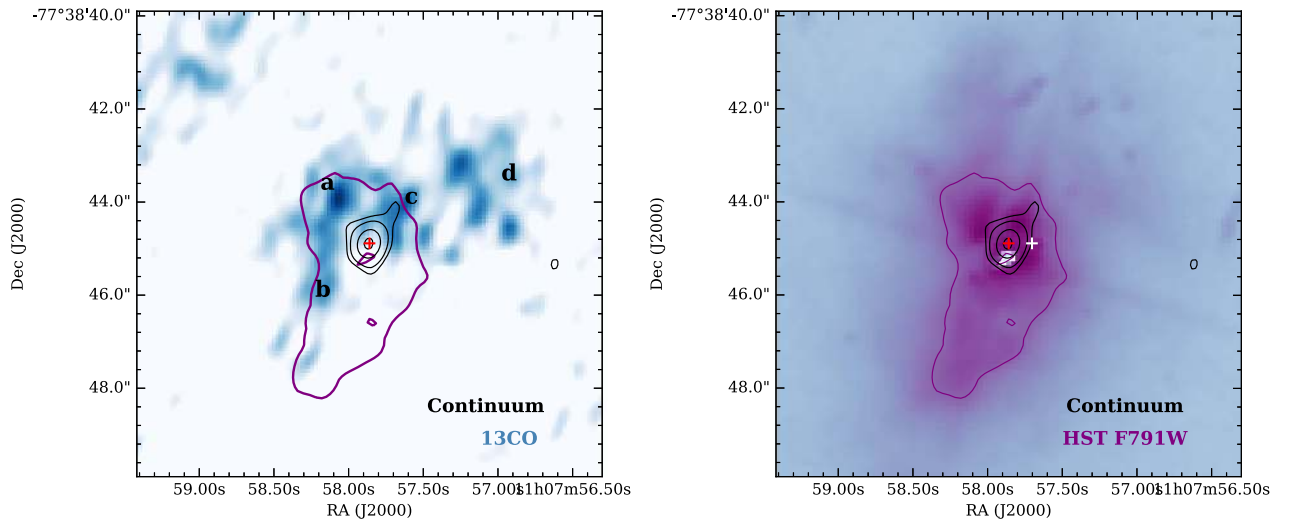 -77°38'40.0"
42.0"
44.0"
46.0"
48.0"
Dec (J2000)
a
b
c
d
Continuum
13CO
59.00s 58.50s 58.00s 57.50s 57.00s 11h07m56.50s
RA (J2000)
-77°38'40.0"
42.0"
44.0"
46.0"
48.0"
Dec (J2000)
Continuum
HST F791W
59.00s 58.50s 58.00s 57.50s 57.00s 11h07m56.50s
RA (J2000)